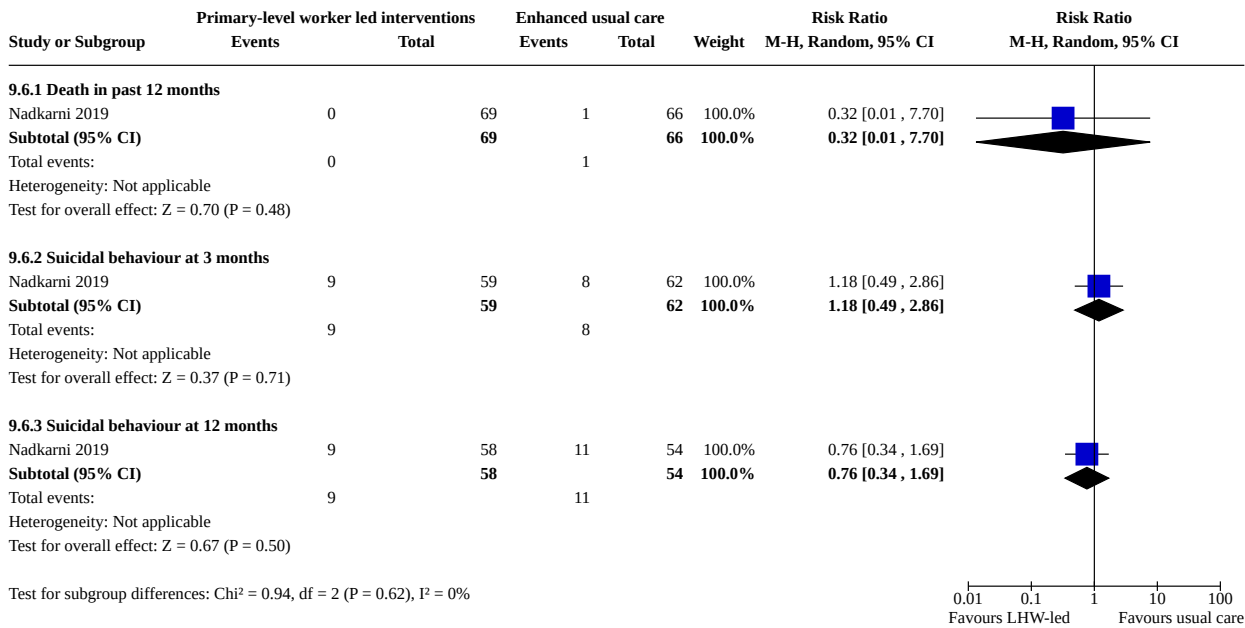 Primary-level worker led interventions Enhanced usual care Risk Ratio Risk Ratio
Study or Subgroup Events Total Events Total Weight M-H, Random, 95% CI M-H, Random, 95% CI
9.6.1 Death in past 12 months
Nadkarni 2019 0 69 1 66 100.0% 0.32 [0.01 , 7.70]
Subtotal (95% CI) 69 66 100.0% 0.32 [0.01 , 7.70]
Total events: 0 1
Heterogeneity: Not applicable
Test for overall effect: Z = 0.70 (P = 0.48)
9.6.2 Suicidal behaviour at 3 months
Nadkarni 2019 9 59 8 62 100.0% 1.18 [0.49 , 2.86]
Subtotal (95% CI) 59 62 100.0% 1.18 [0.49 , 2.86]
Total events: 9 8
Heterogeneity: Not applicable
Test for overall effect: Z = 0.37 (P = 0.71)
9.6.3 Suicidal behaviour at 12 months
Nadkarni 2019 9 58 11 54 100.0% 0.76 [0.34 , 1.69]
Subtotal (95% CI) 58 54 100.0% 0.76 [0.34 , 1.69]
Total events: 9 11
Heterogeneity: Not applicable
Test for overall effect: Z = 0.67 (P = 0.50)
Test for subgroup differences: Chi² = 0.94, df = 2 (P = 0.62), I² = 0%
0.01 0.1 1 10 100
Favours LHW-led Favours usual care